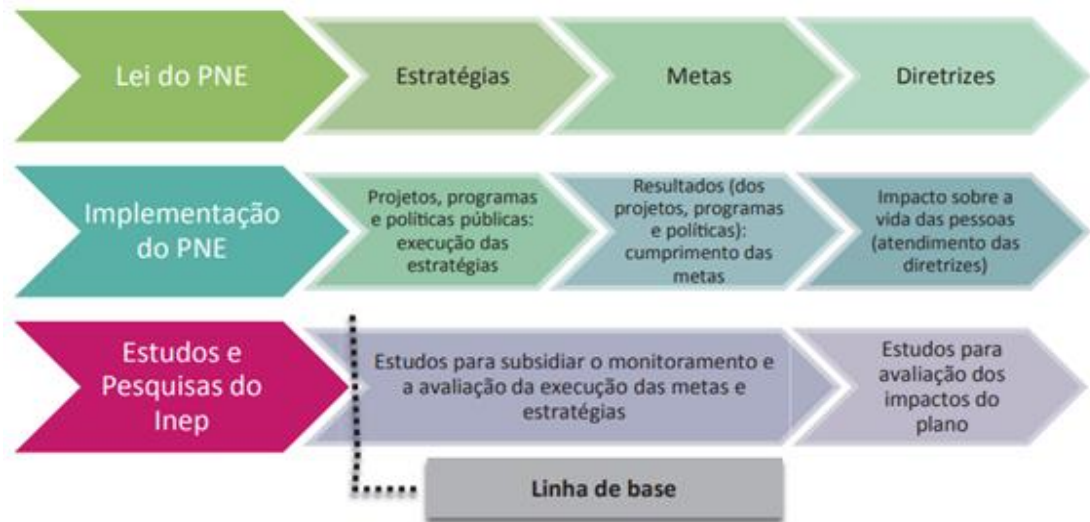 Lei do PNE
Estratégias
Metas
Diretrizes
Implementação
do PNE
Projetos, programas
e políticas públicas:
execução das
estratégias
Resultados (dos
projetos, programas
e políticas):
cumprimento das
metas
Impacto sobre a
vida das pessoas
(atendimento das
diretrizes)
Estudos e
Pesquisas do
Inep
Estudos para subsidiar o monitoramento e
a avaliação da execução das metas e
estratégias
Estudos para
avaliação dos
impactos do
plano
Linha de base